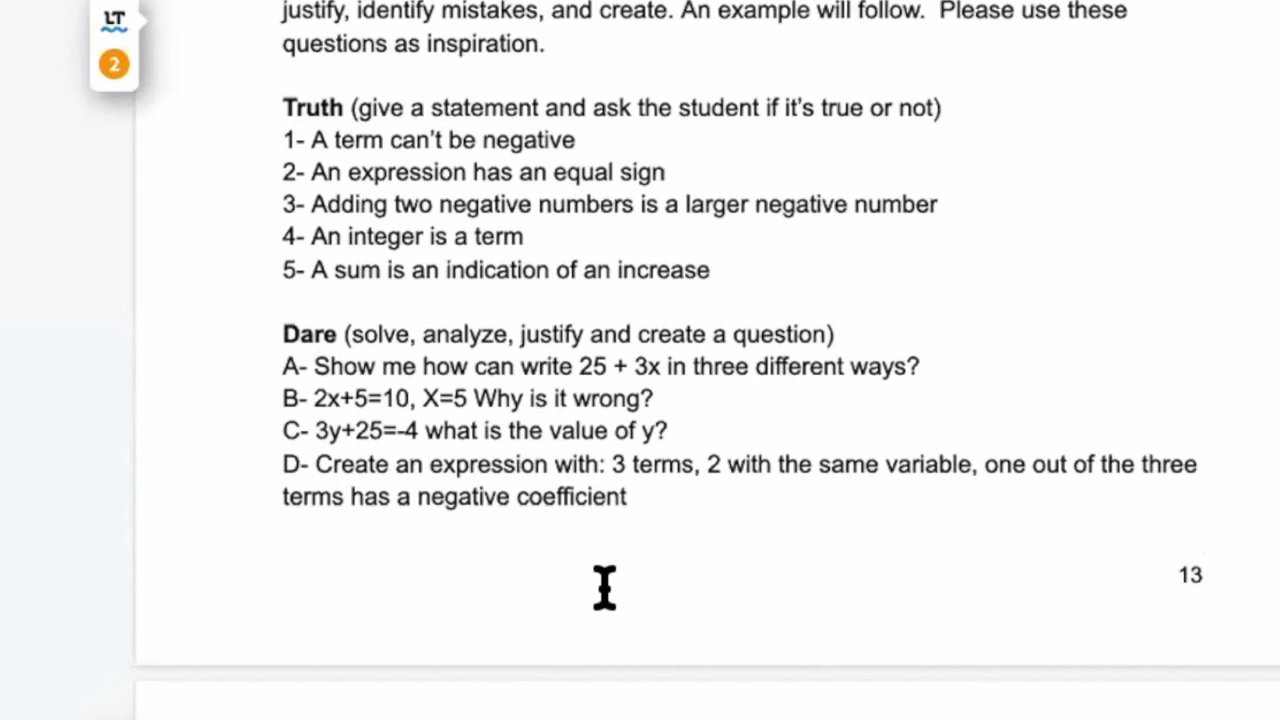 LT
2
justify, identify mistakes, and create. An example will follow.  Please use these
questions as inspiration.
Truth (give a statement and ask the student if it's true or not)
1- A term can't be negative
2- An expression has an equal sign
3- Adding two negative numbers is a larger negative number
4- An integer is a term
5- A sum is an indication of an increase
Dare (solve, analyze, justify and create a question)
A- Show me how can write 25 + 3x in three different ways?
B- 2x+5=10, X=5 Why is it wrong?
C- 3y+25=-4 what is the value of y?
D- Create an expression with: 3 terms, 2 with the same variable, one out of the three
terms has a negative coefficient
13